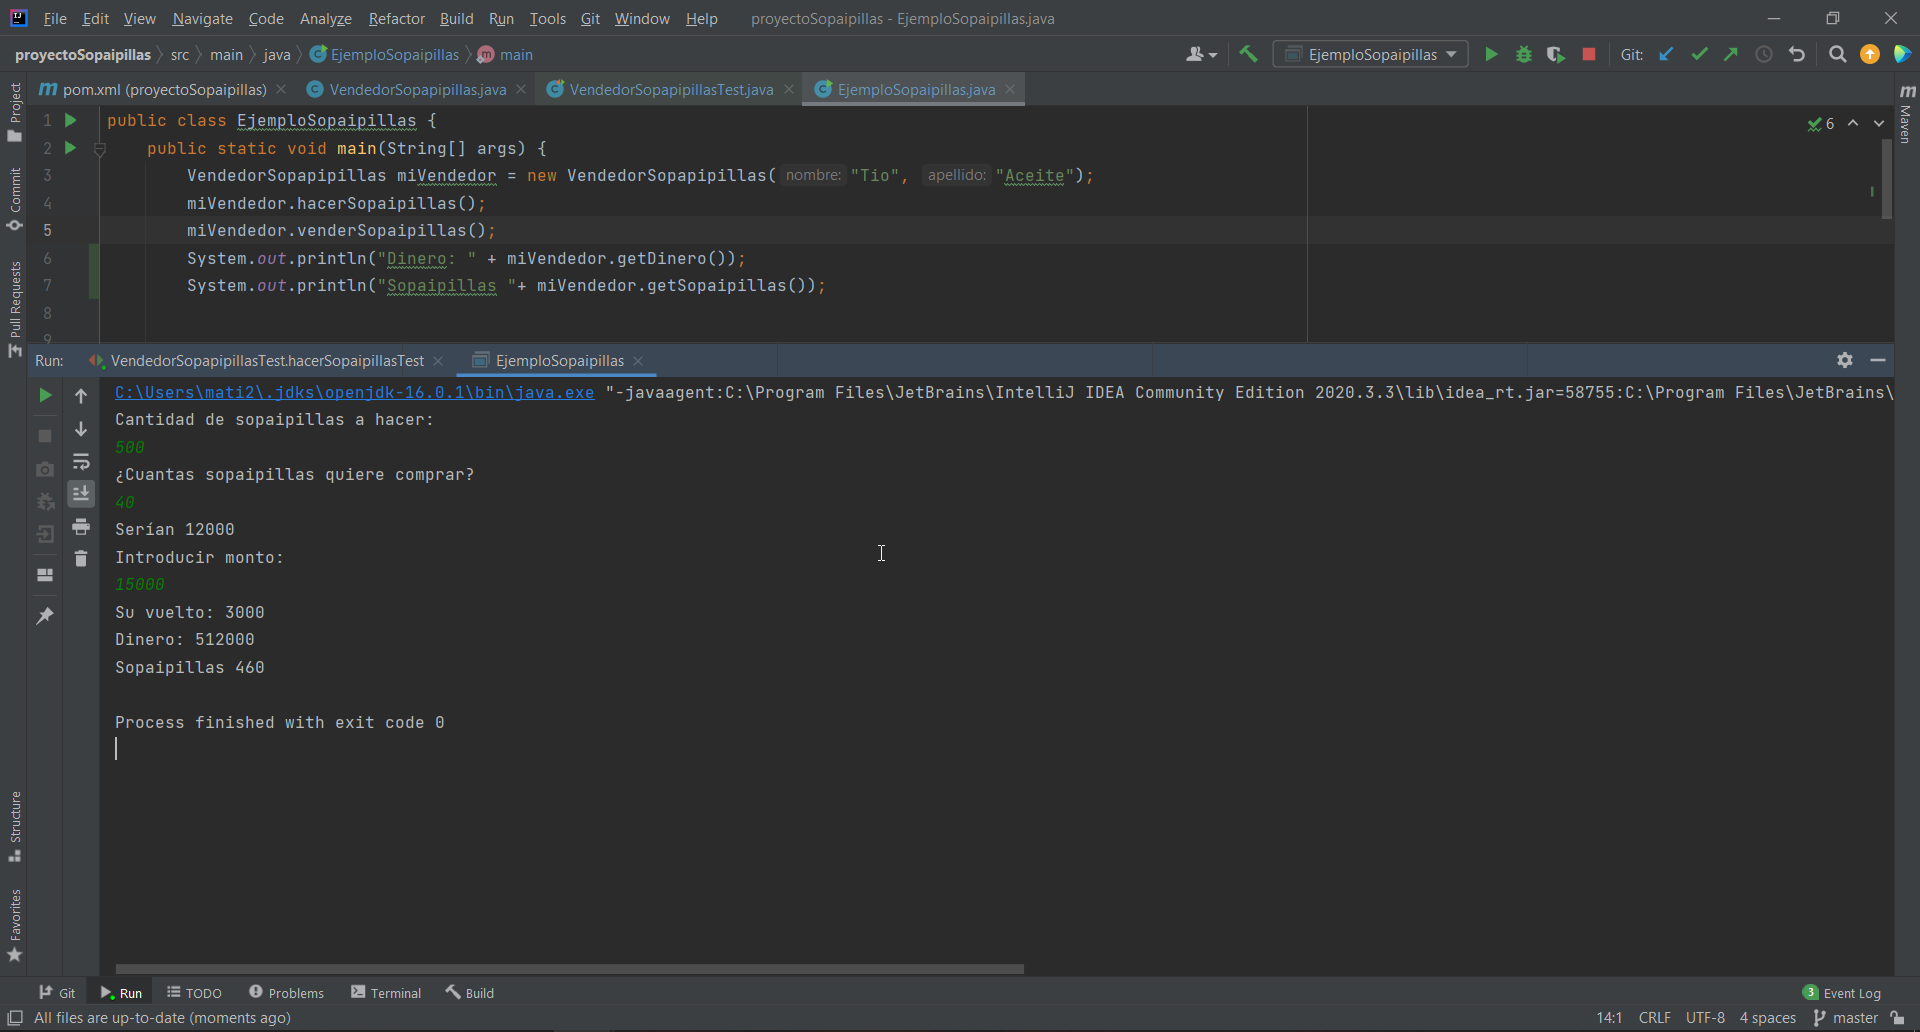 File Edit View Navigate Code Analyze Refactor Build Run Tools Git Window Help proyectoSopaipillas - EjemploSopaipillas.java
proyectoSopaipillas src main java EjemploSopaipillas main EjemploSopaipillas Git:
pom.xml (proyectoSopaipillas) VendedorSopapipillas.java VendedorSopapipillasTest.java EjemploSopaipillas.java
1 public class EjemploSopaipillas { 6
2 public static void main(String[] args) {
3 VendedorSopapipillas miVendedor = new VendedorSopapipillas( nombre: "Tio", apellido: "Aceite");
4 miVendedor.hacerSopaipillas();
5 miVendedor.venderSopaipillas();
6 System.out.println("Dinero: " + miVendedor.getDinero());
7 System.out.println("Sopaipillas "+ miVendedor.getSopaipillas());
8
9
Project
Commit
Pull Requests
Structure
Favorites
Maven
Run: VendedorSopapipillasTest.hacerSopaipillasTest EjemploSopaipillas
C:\Users\mati2\.jdks\openjdk-16.0.1\bin\java.exe "-javaagent:C:\Program Files\JetBrains\IntelliJ IDEA Community Edition 2020.3.3\lib\idea_rt.jar=58755:C:\Program Files\JetBrains\
Cantidad de sopaipillas a hacer:
500
¿Cuantas sopaipillas quiere comprar?
40
Serían 12000
Introducir monto:
15000
Su vuelto: 3000
Dinero: 512000
Sopaipillas 460
Process finished with exit code 0
Git Run TODO Problems Terminal Build 3 Event Log
All files are up-to-date (moments ago) 14:1 CRLF UTF-8 4 spaces master